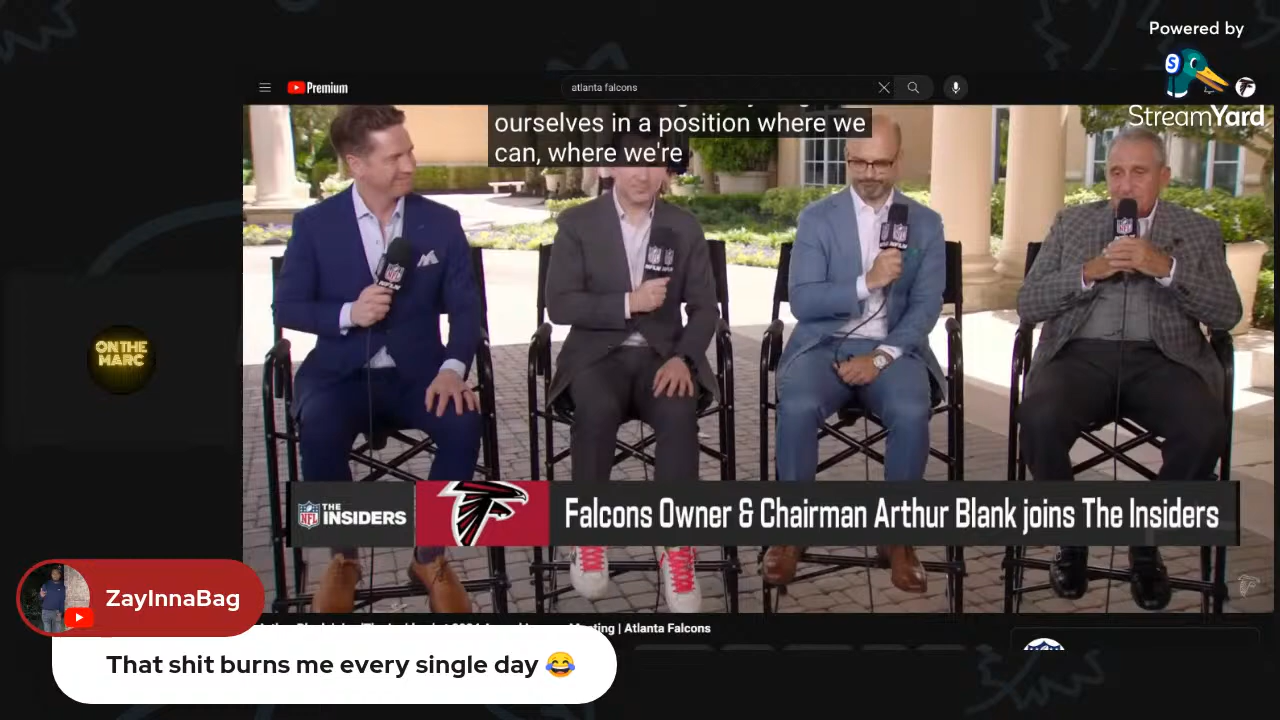 Powered by
StreamYard
Premium
atlanta falcons
ourselves in a position where we
can, where we're
ON THE
MARC
NFL
THE
INSIDERS
Falcons Owner & Chairman Arthur Blank joins The Insiders
Meeting | Atlanta Falcons
ZayInnaBag
That shit burns me every single day 😂